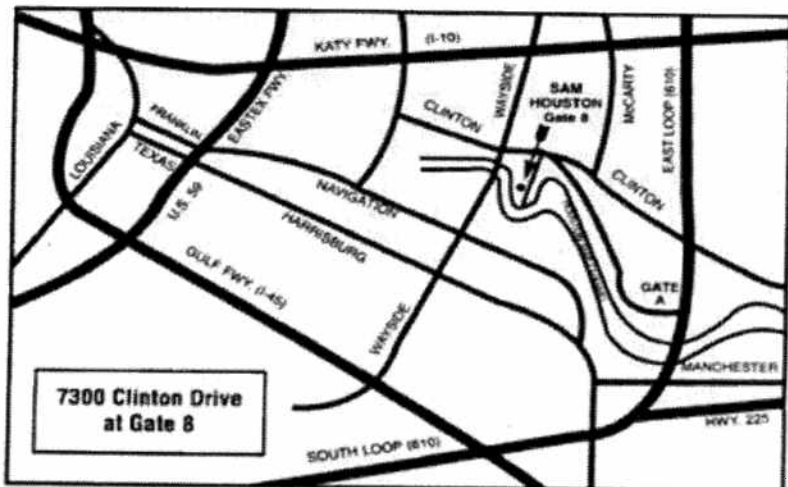 KATY FWY. (I-10)
EASTEX FWY.
WAYSIDE
SAM
HOUSTON
Gate 8
McCARTY
EAST LOOP (610)
CLINTON
FRANKLIN
LOUISIANA
TEXAS
U.S. 59
NAVIGATION
CLINTON
HARRISBURG
GULF FWY. (I-45)
WAYSIDE
GATE
A
MANCHESTER
7300 Clinton Drive
at Gate 8
SOUTH LOOP (610)
HWY. 225